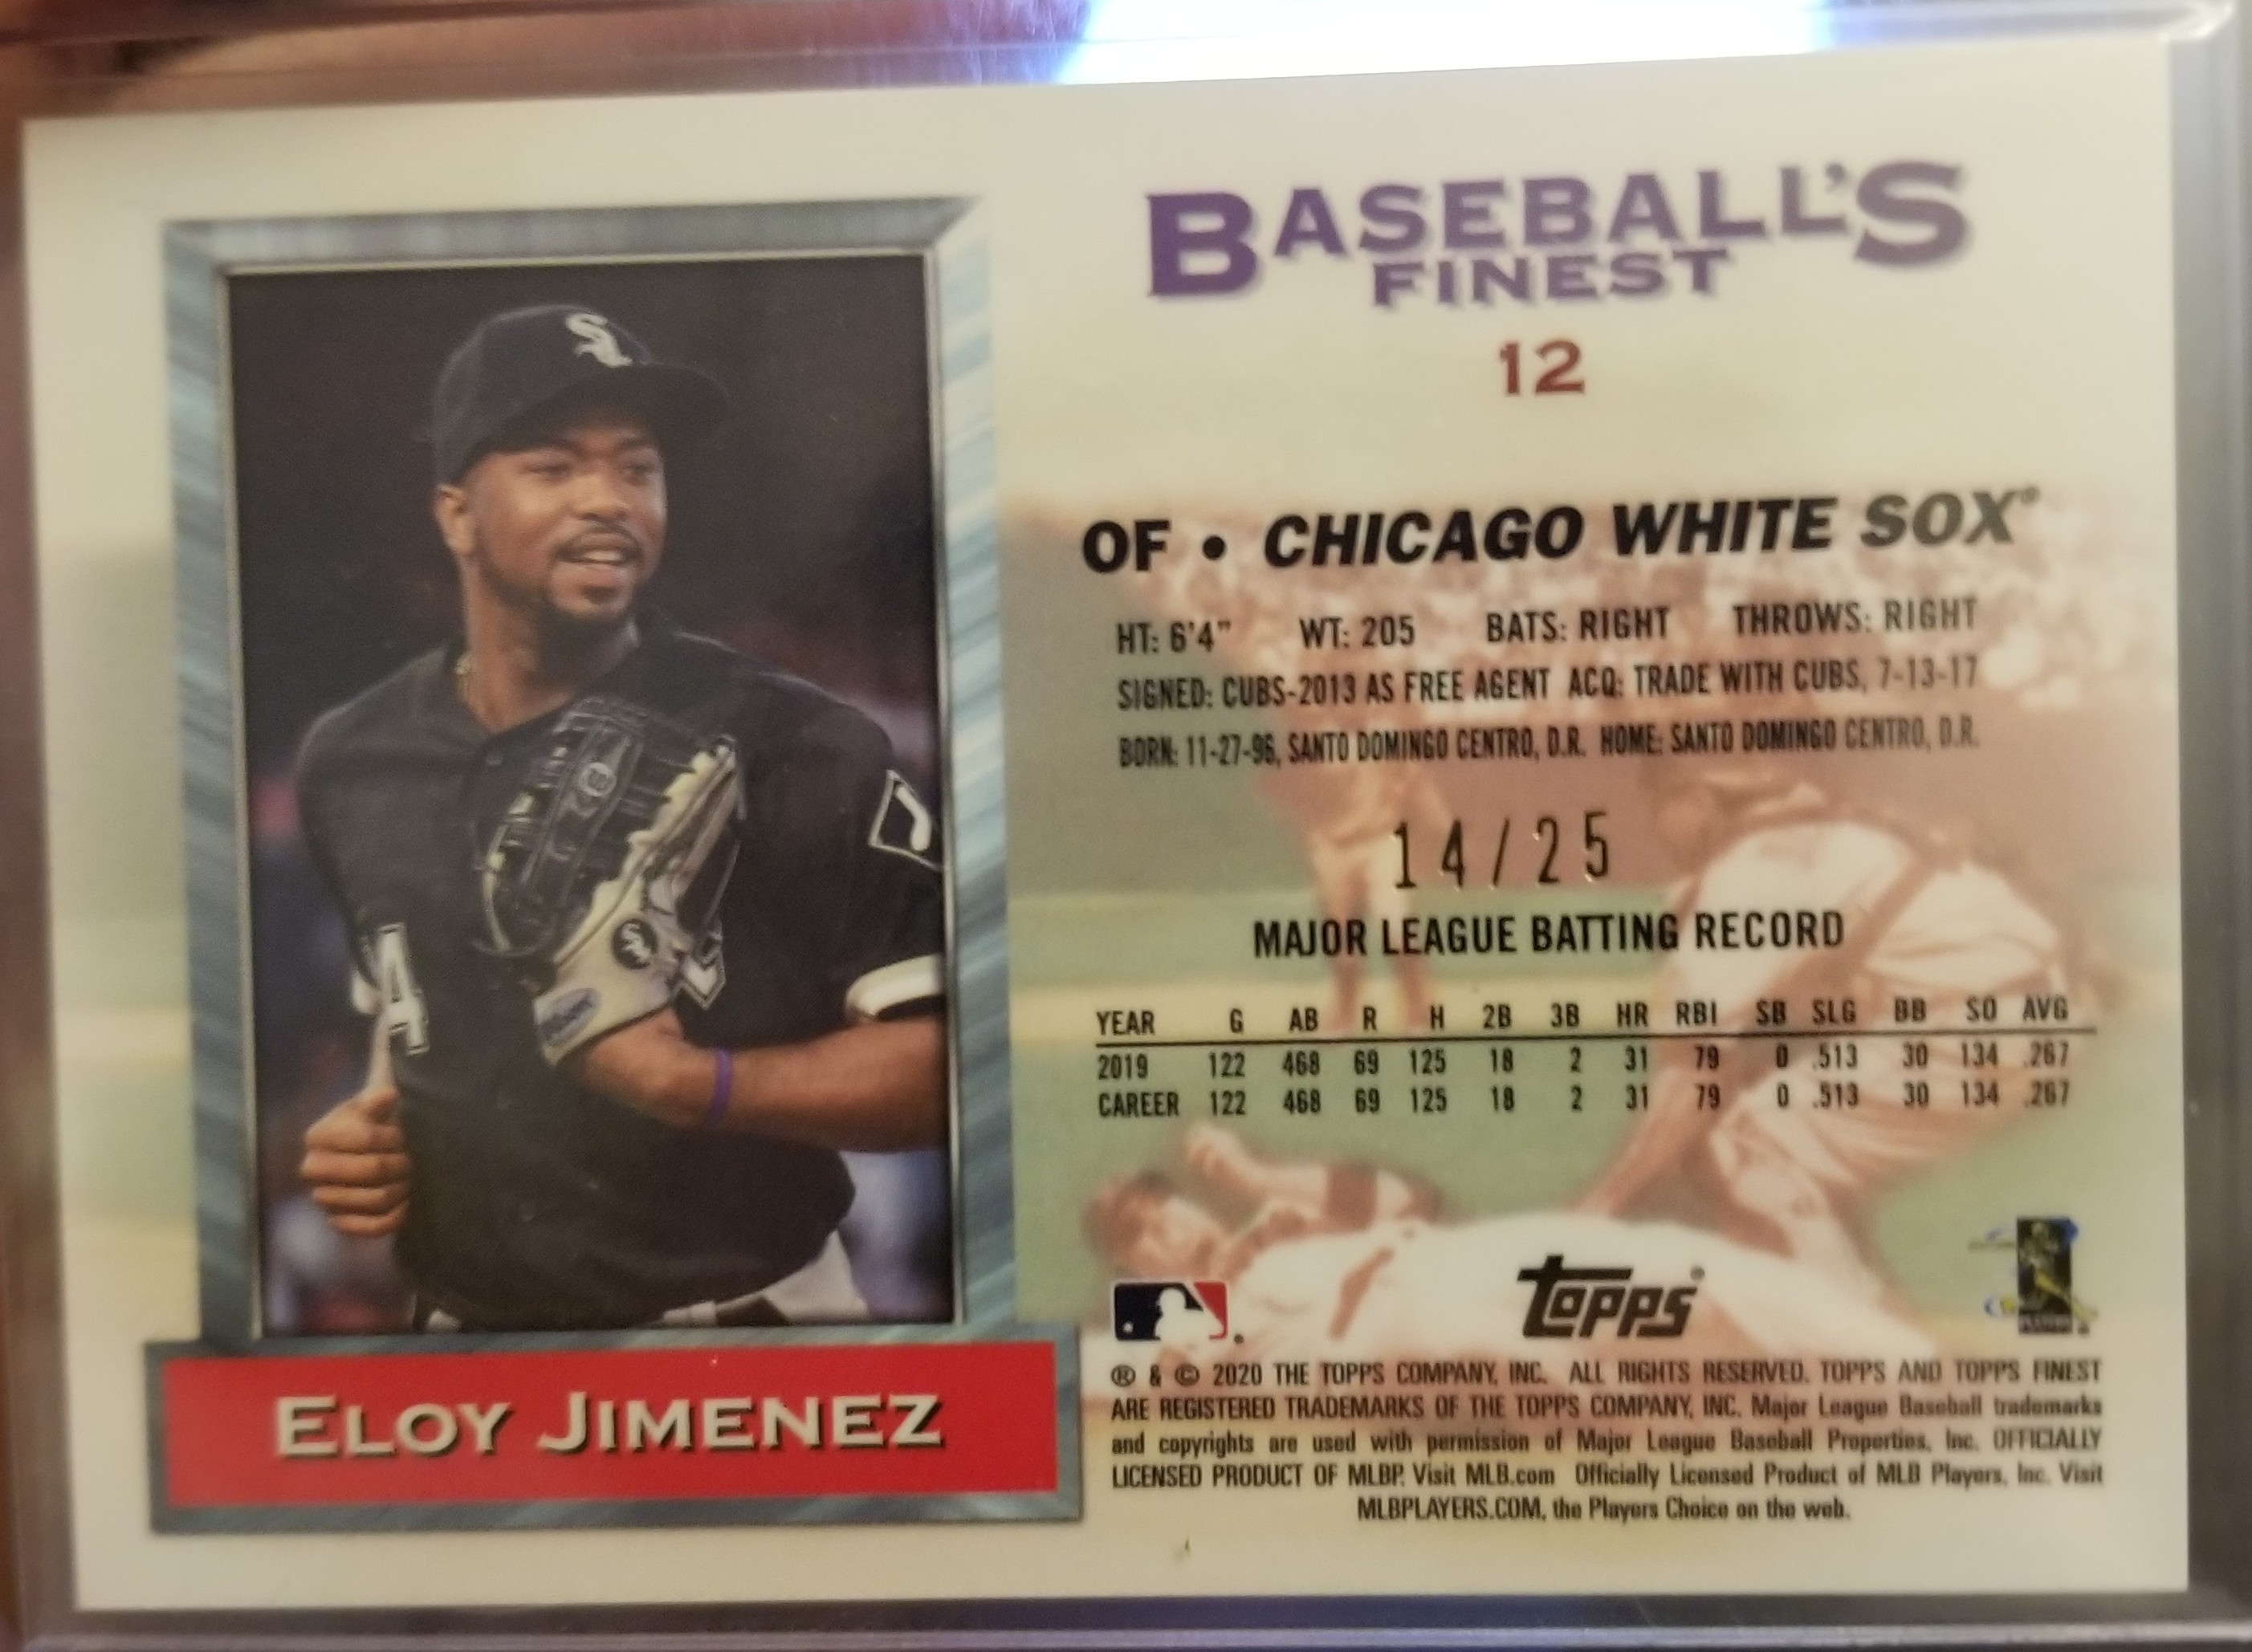 BASEBALL'S
FINEST
12
OF • CHICAGO WHITE SOX®
HT: 6'4" WT: 205 BATS: RIGHT THROWS: RIGHT
SIGNED: CUBS-2013 AS FREE AGENT ACQ: TRADE WITH CUBS, 7-13-17
BORN: 11-27-96, SANTO DOMINGO CENTRO, D.R. HOME: SANTO DOMINGO CENTRO, D.R.
14/25
MAJOR LEAGUE BATTING RECORD
YEAR G AB R H 2B 3B HR RBI SB SLG BB SO AVG
2019 122 468 69 125 18 2 31 79 0 .513 30 134 .267
CAREER 122 468 69 125 18 2 31 79 0 .513 30 134 .267
topps®
® & © 2020 THE TOPPS COMPANY, INC. ALL RIGHTS RESERVED. TOPPS AND TOPPS FINEST
ARE REGISTERED TRADEMARKS OF THE TOPPS COMPANY, INC. Major League Baseball trademarks
and copyrights are used with permission of Major League Baseball Properties, Inc. OFFICIALLY
LICENSED PRODUCT OF MLBP. Visit MLB.com Officially Licensed Product of MLB Players, Inc. Visit
MLBPLAYERS.COM, the Players Choice on the web.
ELOY JIMENEZ